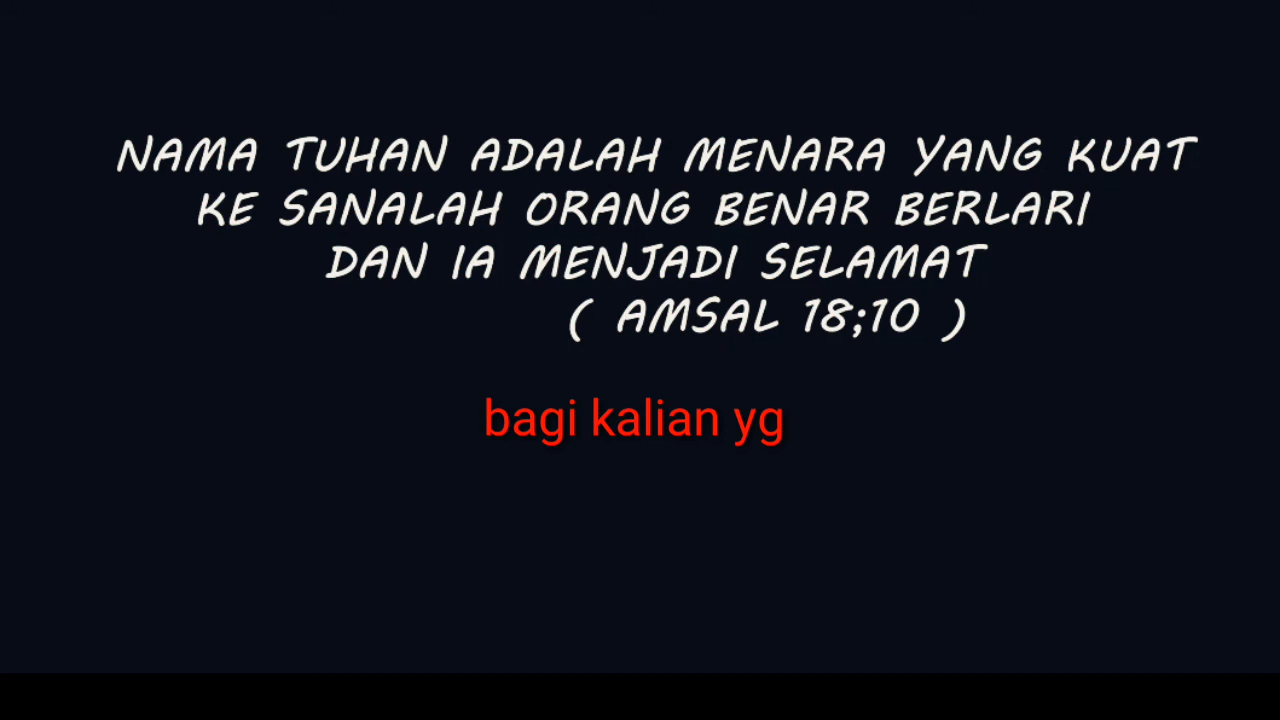 NAMA TUHAN ADALAH MENARA YANG KUAT
KE SANALAH ORANG BENAR BERLARI
DAN IA MENJADI SELAMAT
( AMSAL 18;10 )
bagi kalian yg